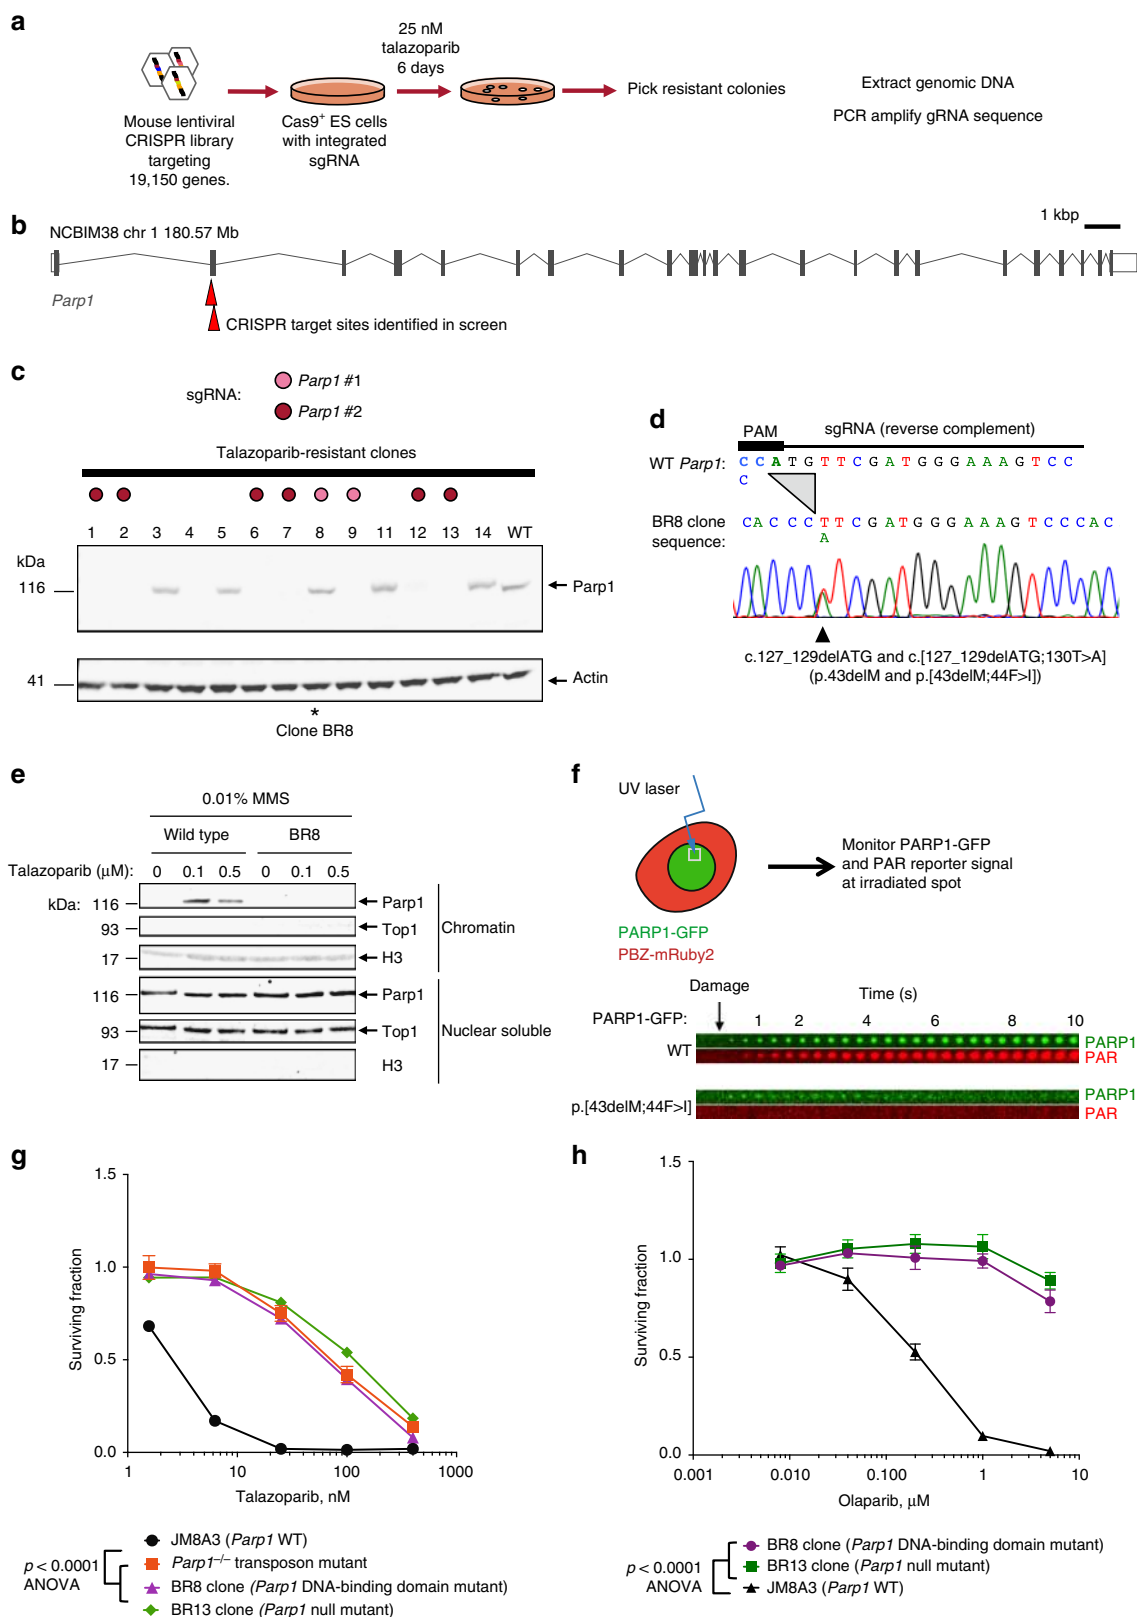 a
25 nM
talazoparib
6 days
Mouse lentiviral
CRISPR library
targeting
19,150 genes.
Cas9+ ES cells
with integrated
sgRNA
Pick resistant colonies
Extract genomic DNA
PCR amplify gRNA sequence
b
NCBIM38 chr 1 180.57 Mb
1 kbp
Parp1
CRISPR target sites identified in screen
c
sgRNA:
Parp1 #1
Parp1 #2
Talazoparib-resistant clones
1 2 3 4 5 6 7 8 9 11 12 13 14 WT
kDa
116
Parp1
41
Actin
*
Clone BR8
d
PAM
sgRNA (reverse complement)
WT Parp1: C C A T G T T C G A T G G G A A A G T C C
C
BR8 clone
sequence:
C A C C C T T C G A T G G G A A A G T C C C A C
A
c.127_129delATG and c.[127_129delATG;130T>A]
(p.43delM and p.[43delM;44F>I])
e
0.01% MMS
Wild type BR8
Talazoparib (µM): 0 0.1 0.5 0 0.1 0.5
kDa: 116 Parp1
93 Top1
Chromatin
17 H3
116 Parp1
93 Top1
Nuclear soluble
17 H3
f
UV laser
Monitor PARP1-GFP
and PAR reporter signal
at irradiated spot
PARP1-GFP
PBZ-mRuby2
Damage
Time (s)
PARP1-GFP: 1 2 4 6 8 10
WT
PARP1
PAR
p.[43delM;44F>I]
PARP1
PAR
g
Surviving fraction
1.5
1.0
0.5
0.0
1 10 100 1000
Talazoparib, nM
p < 0.0001
ANOVA
JM8A3 (Parp1 WT)
Parp1−/− transposon mutant
BR8 clone (Parp1 DNA-binding domain mutant)
BR13 clone (Parp1 null mutant)
h
Surviving fraction
1.5
1.0
0.5
0.0
0.001 0.010 0.100 1 10
Olaparib, µM
p < 0.0001
ANOVA
BR8 clone (Parp1 DNA-binding domain mutant)
BR13 clone (Parp1 null mutant)
JM8A3 (Parp1 WT)